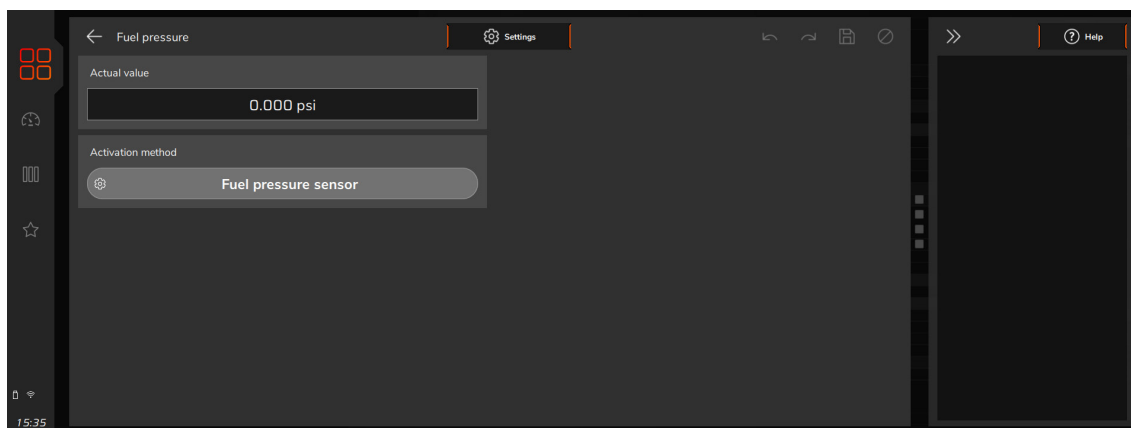 Fuel pressure
Settings
Help
Actual value
0.000 psi
Activation method
Fuel pressure sensor
15:35